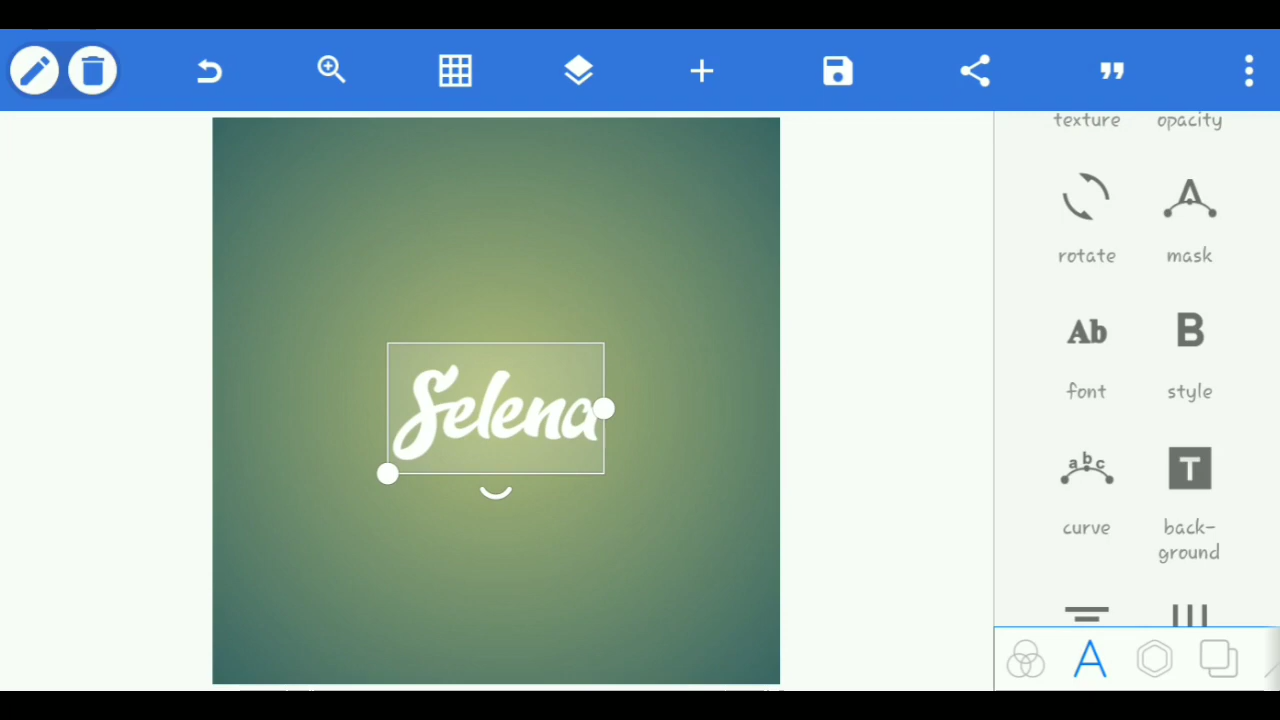 texture opacity
rotate mask
Selena
Ab B
font style
abc T
curve back-
ground
A